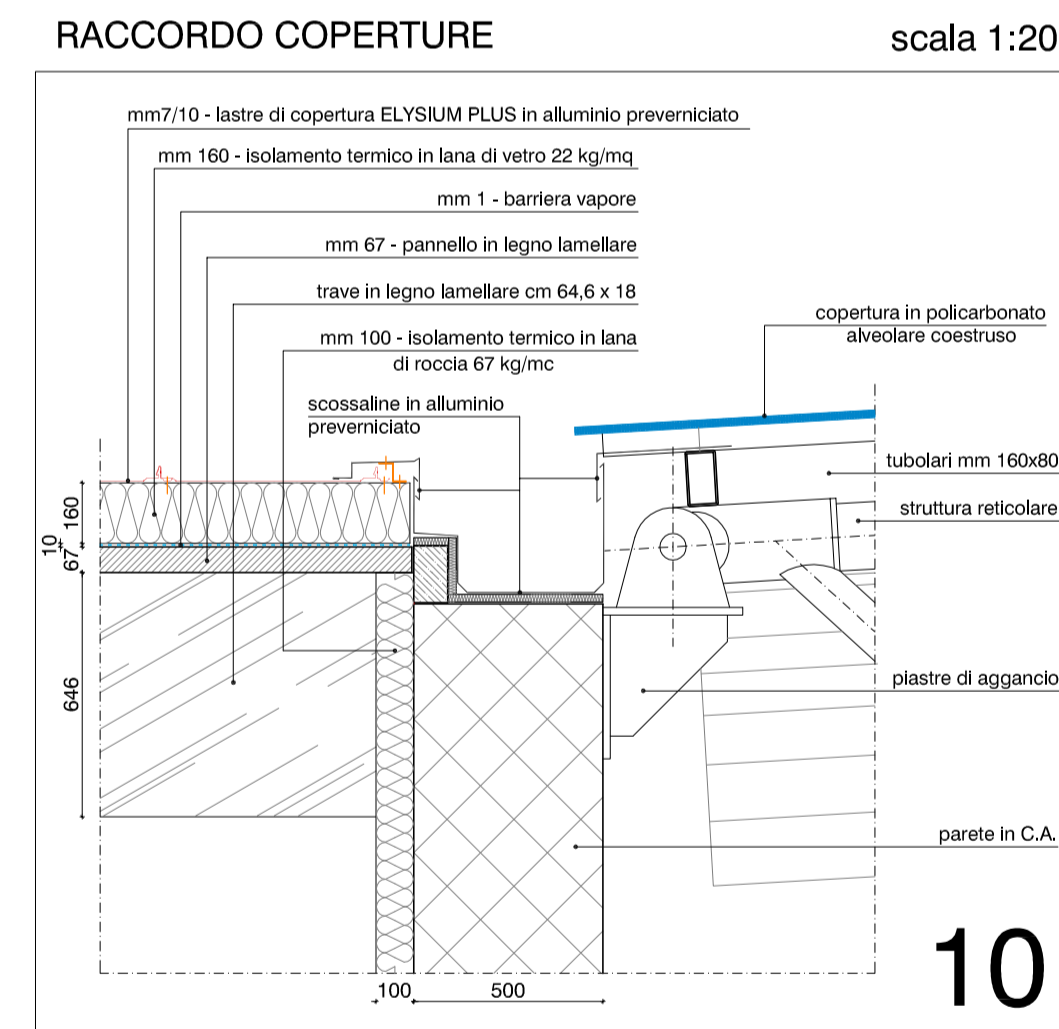 RACCORDO COPERTURE
scala 1:20
mm7/10 - lastre di copertura ELYSIUM PLUS in alluminio preverniciato
mm 160 - isolamento termico in lana di vetro 22 kg/mq
mm 1 - barriera vapore
mm 67 - pannello in legno lamellare
trave in legno lamellare cm 64,6 x 18
mm 100 - isolamento termico in lana
di roccia 67 kg/mc
scossaline in alluminio
preverniciato
copertura in policarbonato
alveolare coestruso
tubolari mm 160x80
struttura reticolare
piastre di aggancio
parete in C.A.
160
10
67
646
100
500
10